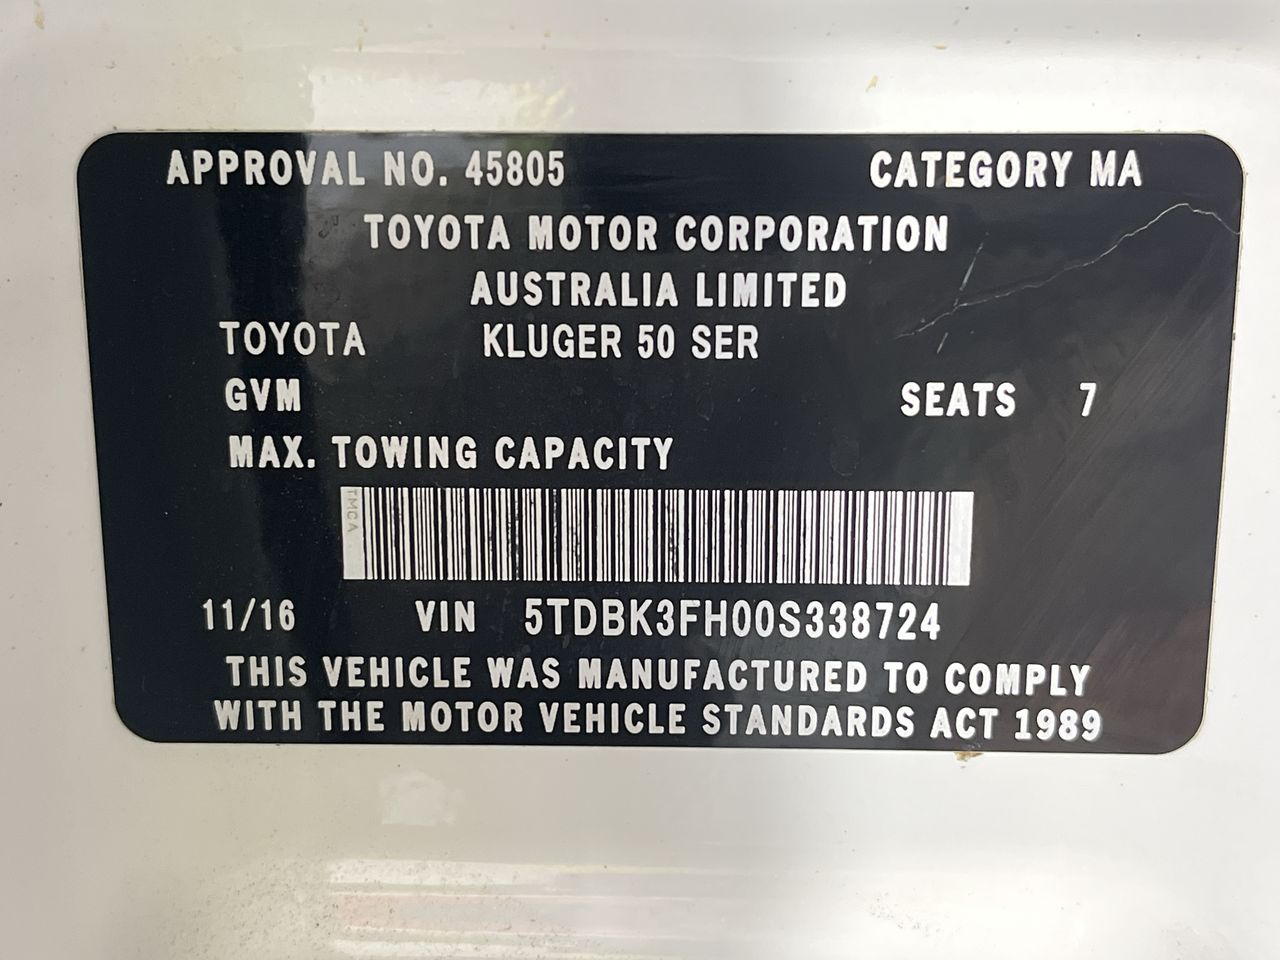 APPROVAL NO. 45805 CATEGORY MA
TOYOTA MOTOR CORPORATION
AUSTRALIA LIMITED
TOYOTA KLUGER 50 SER
GVM SEATS 7
MAX. TOWING CAPACITY
TMCA
11/16 VIN 5TDBK3FH00S338724
THIS VEHICLE WAS MANUFACTURED TO COMPLY
WITH THE MOTOR VEHICLE STANDARDS ACT 1989